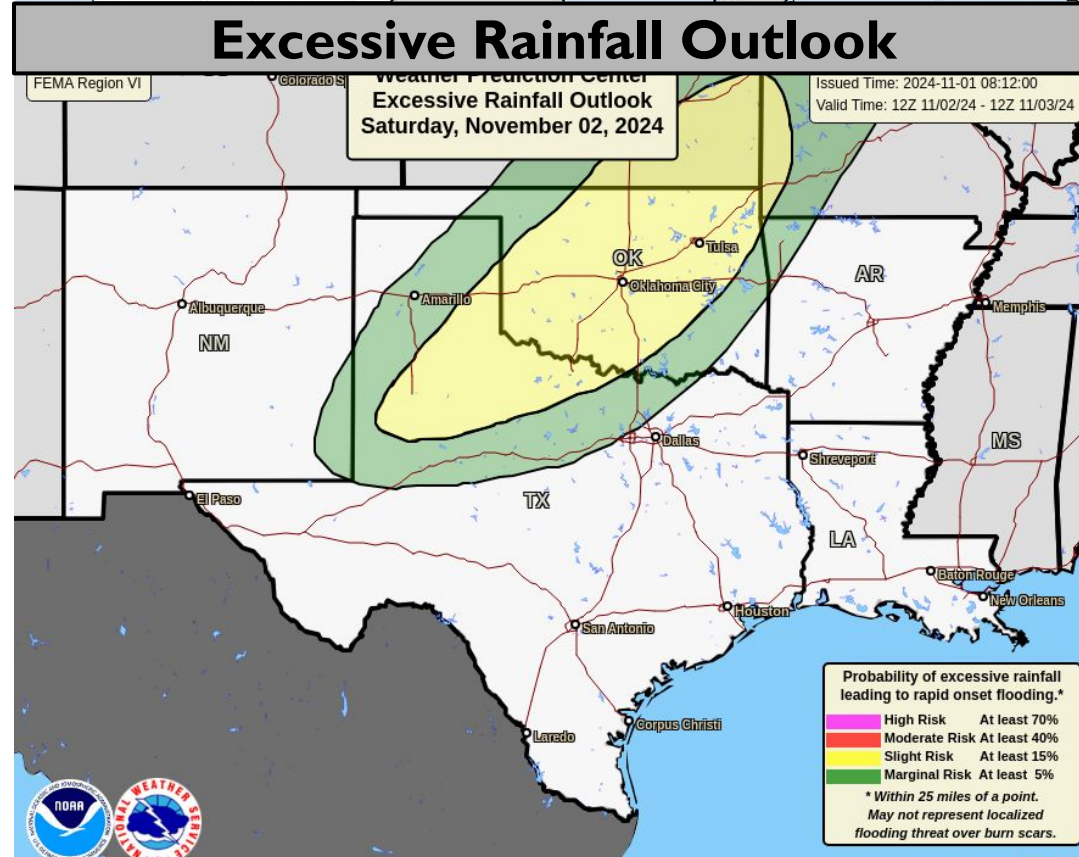 Excessive Rainfall Outlook
FEMA Region VI
Colorado S
Weather Prediction Center
Excessive Rainfall Outlook
Saturday, November 02, 2024
Issued Time: 2024-11-01 08:12:00
Valid Time: 12Z 11/02/24 - 12Z 11/03/24
OK
Tulsa
Oklahoma City
AR
Amarillo
Albuquerque
Memphis
NM
Dallas
MS
Shreveport
El Paso
TX
LA
Baton Rouge
New Orleans
Houston
San Antonio
Corpus Christi
Laredo
Probability of excessive rainfall
leading to rapid onset flooding.*
High Risk At least 70%
Moderate Risk At least 40%
Slight Risk At least 15%
Marginal Risk At least 5%
* Within 25 miles of a point.
May not represent localized
flooding threat over burn scars.
NOAA
NATIONAL WEATHER SERVICE